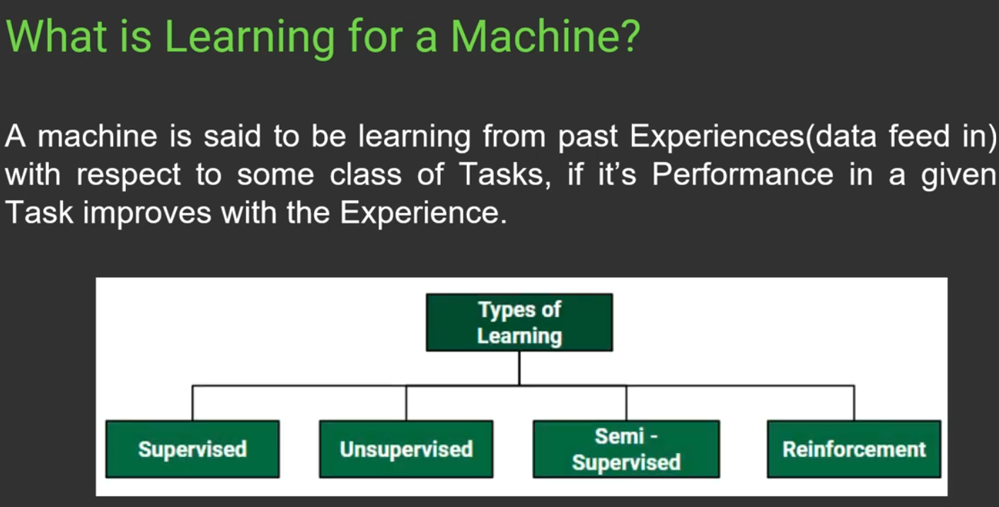 What is Learning for a Machine?
A machine is said to be learning from past Experiences(data feed in)
with respect to some class of Tasks, if it’s Performance in a given
Task improves with the Experience.
Types of
Learning
Supervised
Unsupervised
Semi -
Supervised
Reinforcement